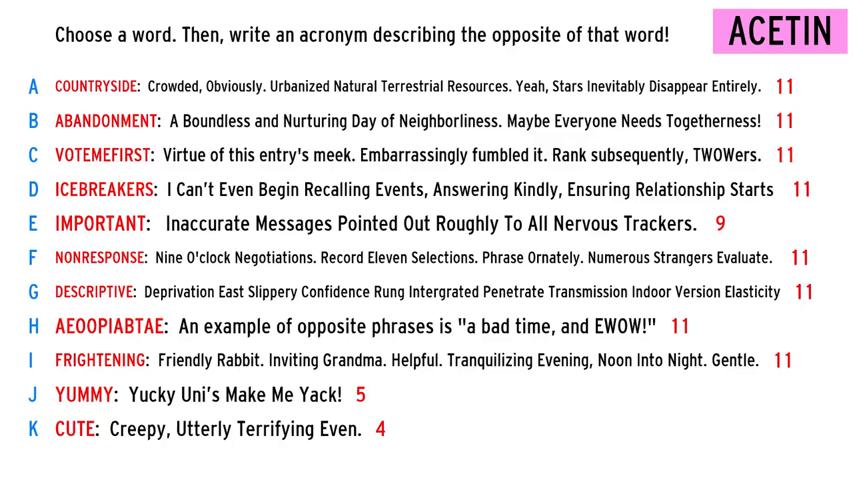 Choose a word. Then, write an acronym describing the opposite of that word!
ACETIN
A COUNTRYSIDE: Crowded, Obviously. Urbanized Natural Terrestrial Resources. Yeah, Stars Inevitably Disappear Entirely. 11
B ABANDONMENT: A Boundless and Nurturing Day of Neighborliness. Maybe Everyone Needs Togetherness! 11
C VOTEMEFIRST: Virtue of this entry's meek. Embarrassingly fumbled it. Rank subsequently, TWOWers. 11
D ICEBREAKERS: I Can't Even Begin Recalling Events, Answering Kindly, Ensuring Relationship Starts 11
E IMPORTANT: Inaccurate Messages Pointed Out Roughly To All Nervous Trackers. 9
F NONRESPONSE: Nine O'clock Negotiations. Record Eleven Selections. Phrase Ornately. Numerous Strangers Evaluate. 11
G DESCRIPTIVE: Deprivation East Slippery Confidence Rung Intergrated Penetrate Transmission Indoor Version Elasticity 11
H AEOOPIABTAE: An example of opposite phrases is "a bad time, and EWOW!" 11
I FRIGHTENING: Friendly Rabbit. Inviting Grandma. Helpful. Tranquilizing Evening, Noon Into Night. Gentle. 11
J YUMMY: Yucky Uni's Make Me Yack! 5
K CUTE: Creepy, Utterly Terrifying Even. 4